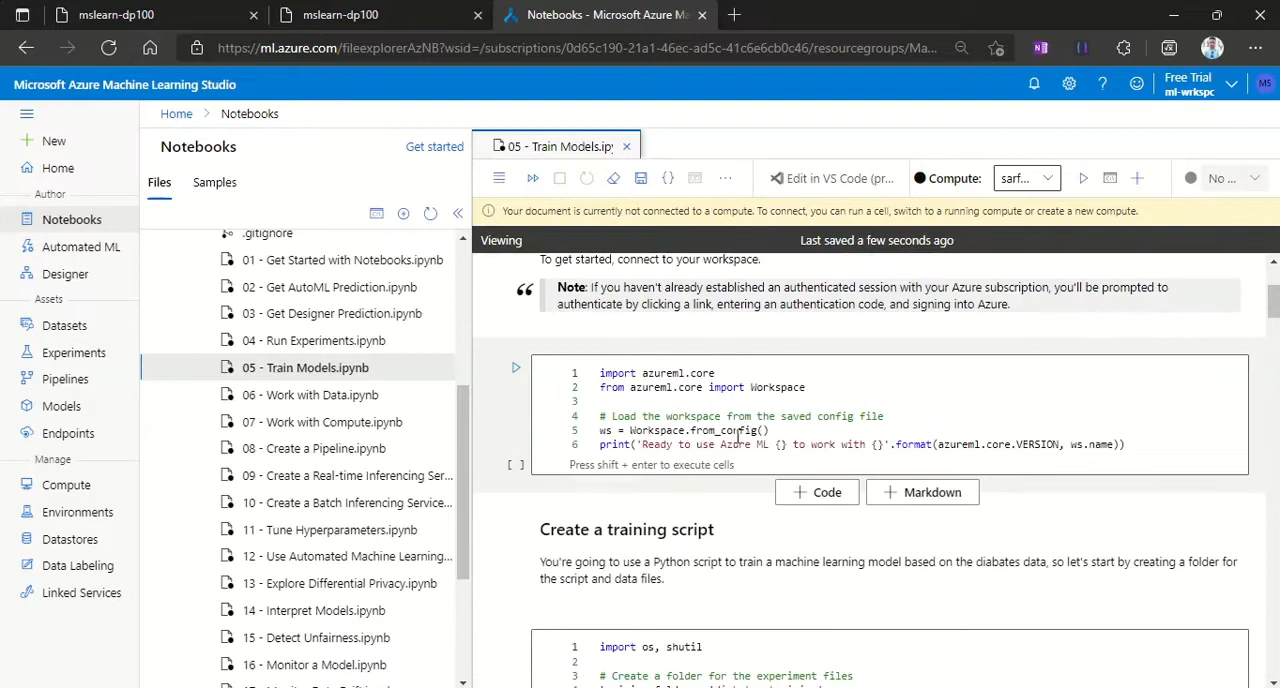 mslearn-dp100
mslearn-dp100
Notebooks - Microsoft Azure Ma
https://ml.azure.com/fileexplorerAzNB?wsid=/subscriptions/0d65c190-21a1-46ec-ad5c-41c6e6cb0c46/resourcegroups/Ma...
Microsoft Azure Machine Learning Studio
Free Trial
ml-wrkspc
MS
New
Home
Author
Notebooks
Automated ML
Designer
Assets
Datasets
Experiments
Pipelines
Models
Endpoints
Manage
Compute
Environments
Datastores
Data Labeling
Linked Services
Home > Notebooks
Notebooks
Get started
Files
Samples
.gitignore
01 - Get Started with Notebooks.ipynb
02 - Get AutoML Prediction.ipynb
03 - Get Designer Prediction.ipynb
04 - Run Experiments.ipynb
05 - Train Models.ipynb
06 - Work with Data.ipynb
07 - Work with Compute.ipynb
08 - Create a Pipeline.ipynb
09 - Create a Real-time Inferencing Ser...
10 - Create a Batch Inferencing Service...
11 - Tune Hyperparameters.ipynb
12 - Use Automated Machine Learning...
13 - Explore Differential Privacy.ipynb
14 - Interpret Models.ipynb
15 - Detect Unfairness.ipynb
16 - Monitor a Model.ipynb
05 - Train Models.ipy
Edit in VS Code (pr...
Compute:
sarf...
No ...
Your document is currently not connected to a compute. To connect, you can run a cell, switch to a running compute or create a new compute.
Viewing
Last saved a few seconds ago
To get started, connect to your workspace.
Note: If you haven't already established an authenticated session with your Azure subscription, you'll be prompted to
authenticate by clicking a link, entering an authentication code, and signing into Azure.
1 import azureml.core
2 from azureml.core import Workspace
3
4 # Load the workspace from the saved config file
5 ws = Workspace.from_config()
6 print('Ready to use Azure ML {} to work with {}'.format(azureml.core.VERSION, ws.name))
[ ] Press shift + enter to execute cells
+ Code
+ Markdown
Create a training script
You're going to use a Python script to train a machine learning model based on the diabates data, so let's start by creating a folder for
the script and data files.
1 import os, shutil
2
3 # Create a folder for the experiment files